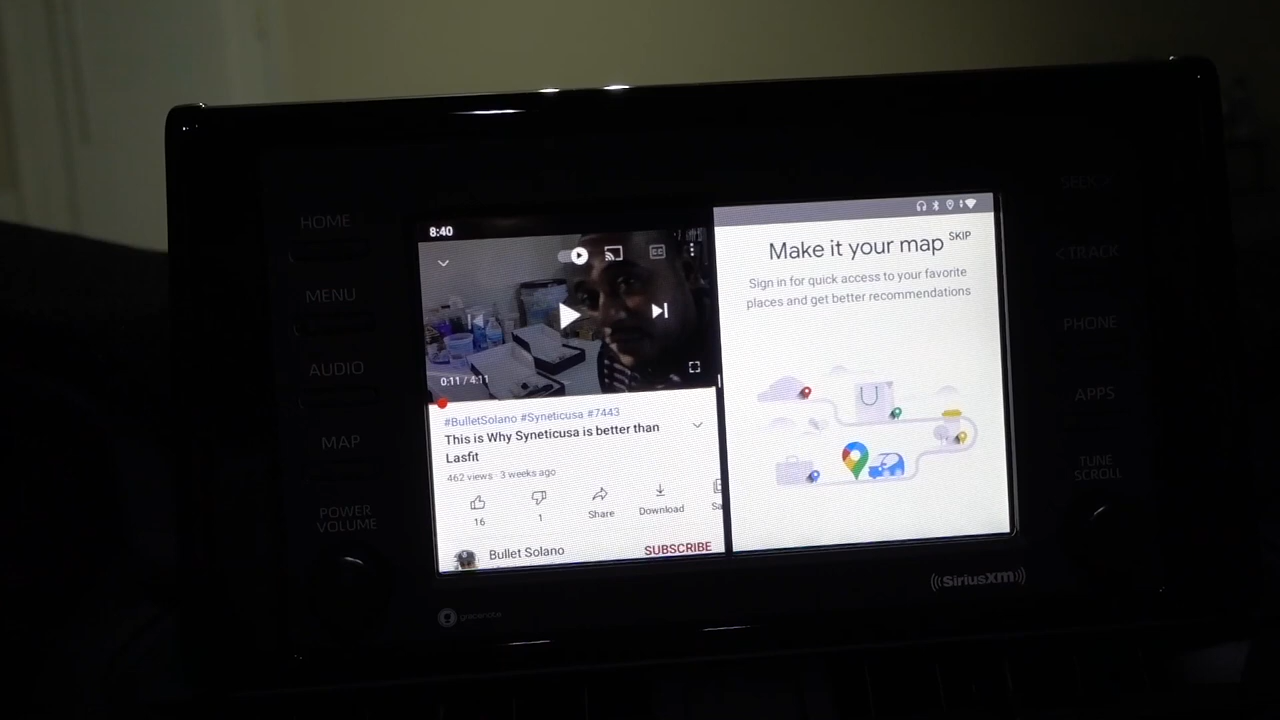 HOME
MENU
AUDIO
MAP
POWER
VOLUME
8:40
CC
0:11 / 4:11
#BulletSolano #Syneticusa #7443
This is Why Syneticusa is better than
Lasfit
462 views · 3 weeks ago
16
1
Share
Download
Sa
Bullet Solano
SUBSCRIBE
Make it your map
SKIP
Sign in for quick access to your favorite
places and get better recommendations
SEEK >
< TRACK
PHONE
APPS
TUNE
SCROLL
gracenote
((SiriusXM))